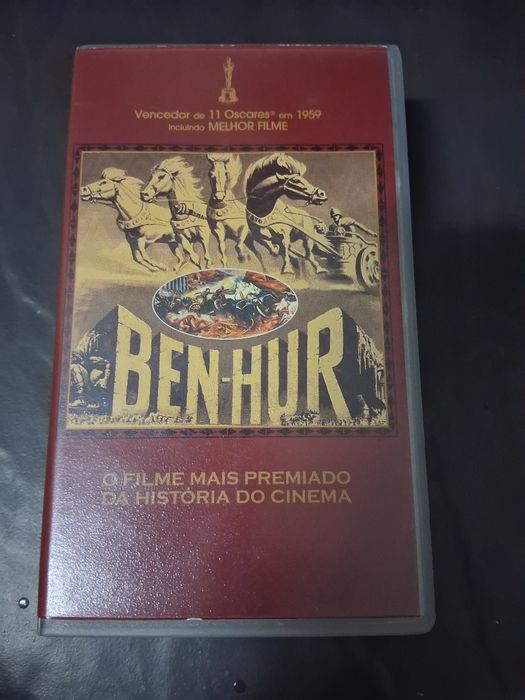 Vencedor de 11 Oscares® em 1959
Incluindo MELHOR FILME
BEN-HUR
O FILME MAIS PREMIADO
DA HISTÓRIA DO CINEMA